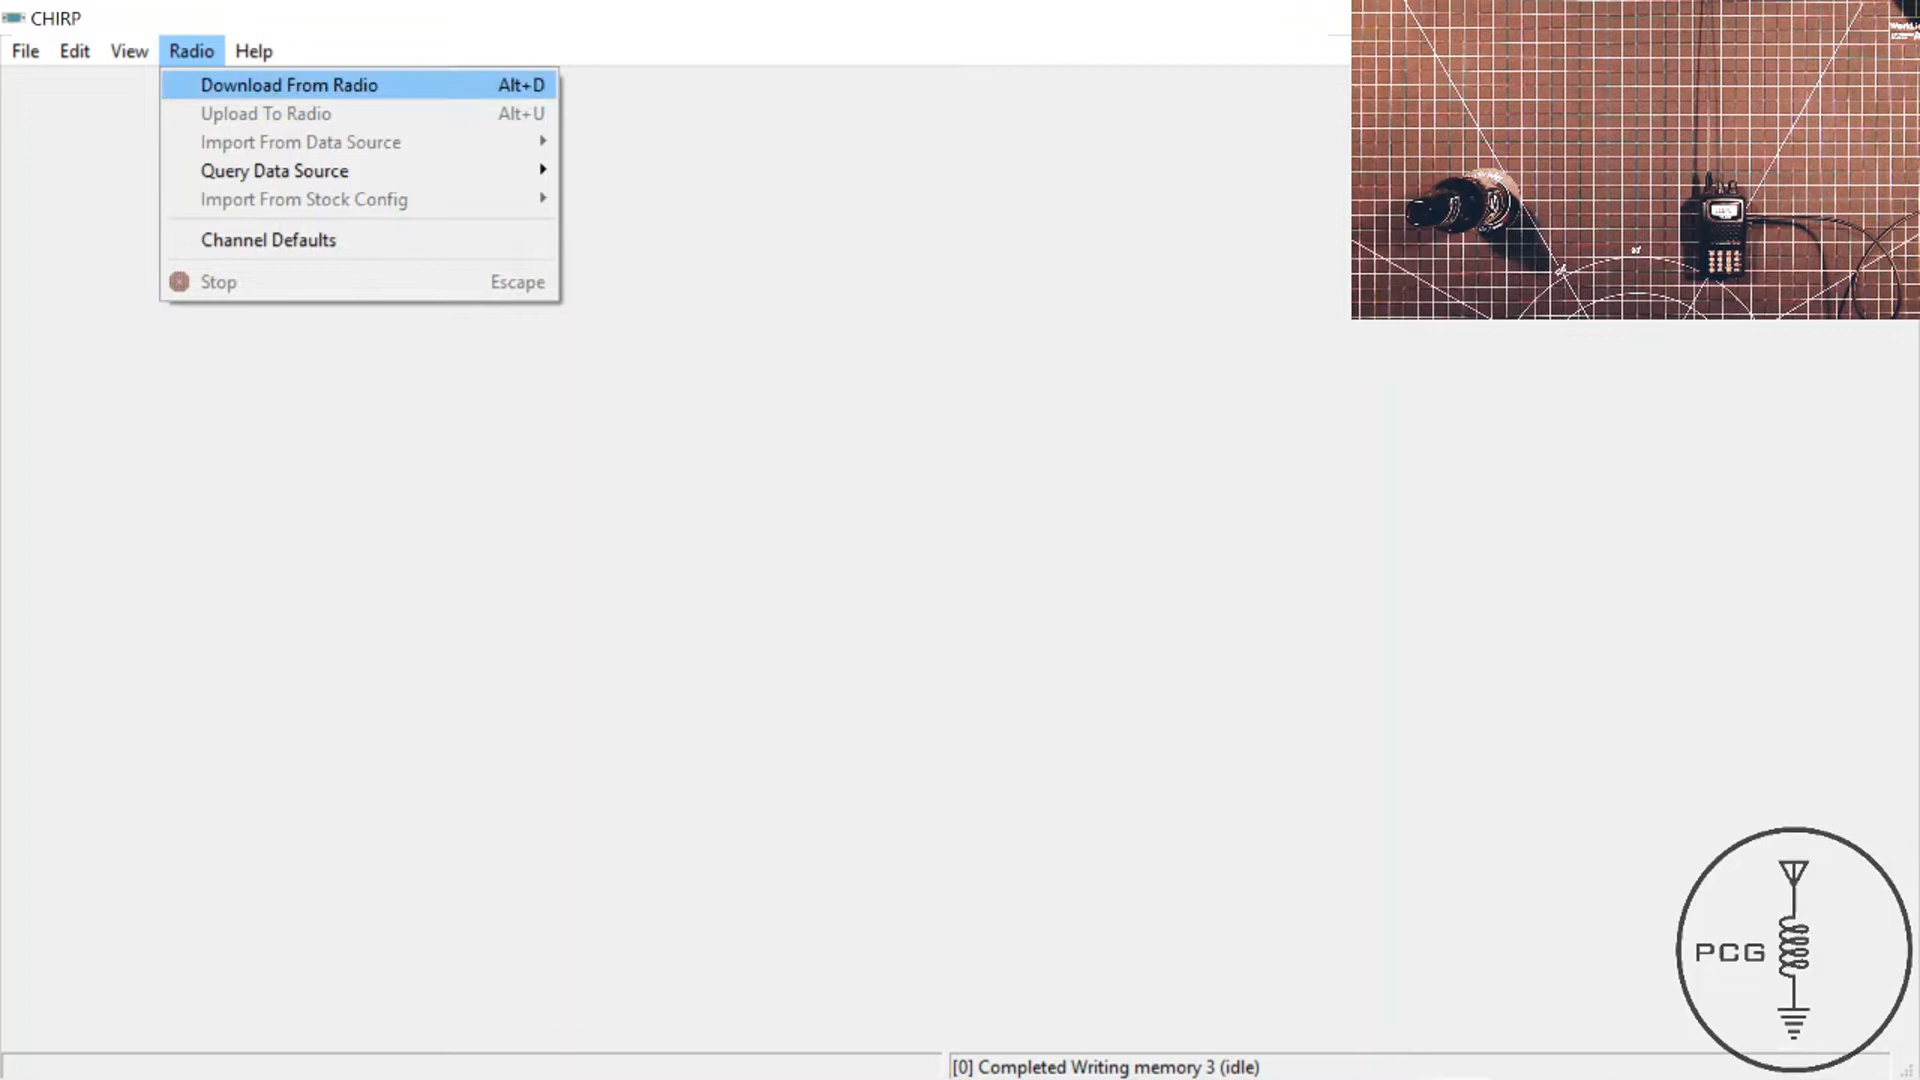 CHIRP
File Edit View Radio Help
Download From Radio Alt+D
Upload To Radio Alt+U
Import From Data Source
Query Data Source
Import From Stock Config
Channel Defaults
Stop Escape
PCG
[0] Completed Writing memory 3 (idle)